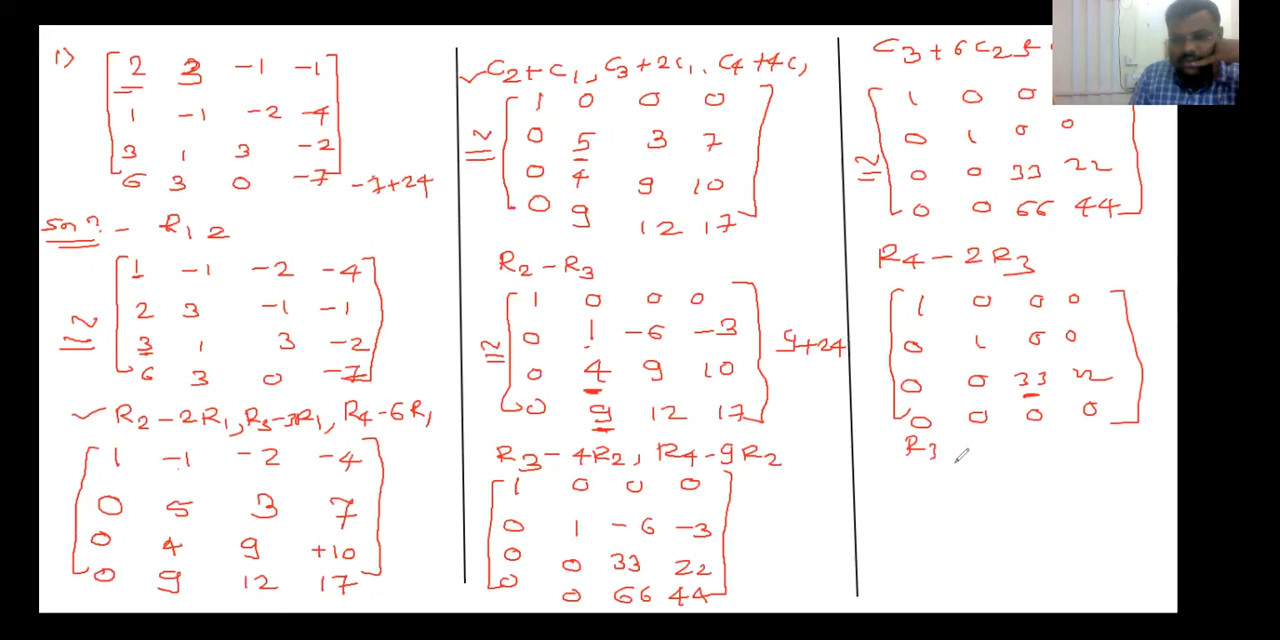 1)
2 3 -1 -1
1 -1 -2 -4
3 1 3 -2
6 3 0 -7 -7+24
Son? - R12
≅
1 -1 -2 -4
2 3 -1 -1
3 1 3 -2
6 3 0 -7
✓ R2-2R1, R3-3R1, R4-6R1
1 -1 -2 -4
0 5 3 7
0 4 9 +10
0 9 12 17
✓ C2+C1, C3+2C1, C4+4C1
≅
1 0 0 0
0 5 3 7
0 4 9 10
0 9 12 17
R2-R3
≅
1 0 0 0
0 1 -6 -3
0 4 9 10
0 9 12 17
9+24
R3-4R2, R4-9R2
1 0 0 0
0 1 -6 -3
0 0 33 22
0 0 66 44
C3+6C2
≅
1 0 0
0 1 0 0
0 0 33 22
0 0 66 44
R4-2R3
1 0 0 0
0 1 0 0
0 0 33 22
0 0 0 0
R3